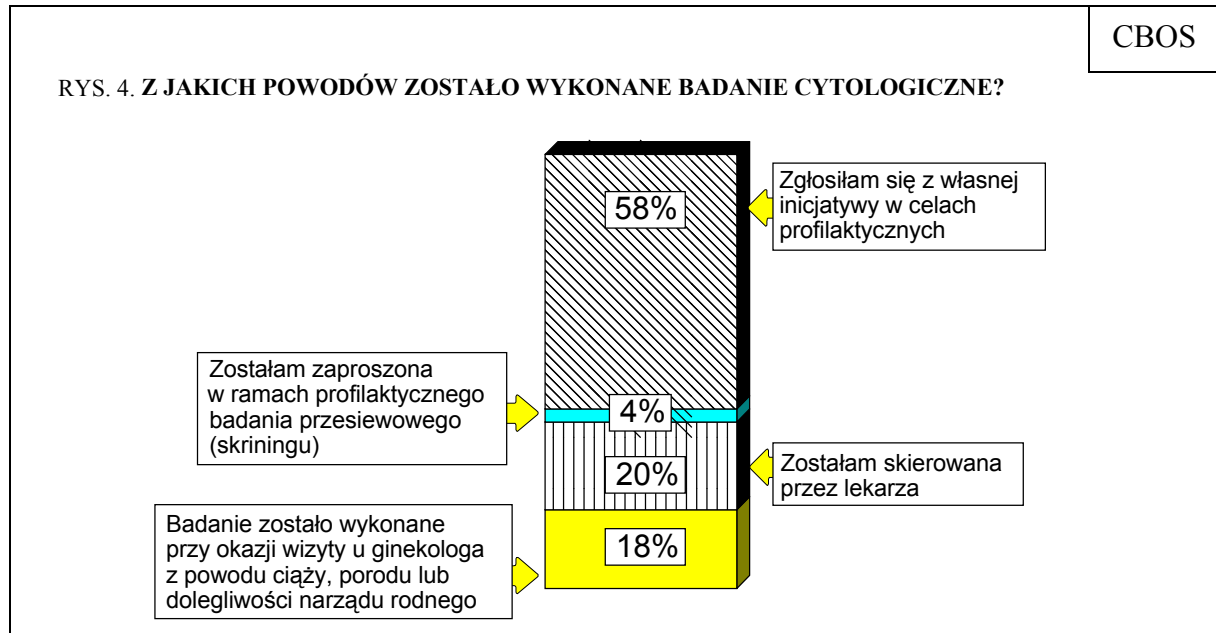 CBOS
RYS. 4. Z JAKICH POWODÓW ZOSTAŁO WYKONANE BADANIE CYTOLOGICZNE?
58%
Zgłosiłam się z własnej
inicjatywy w celach
profilaktycznych
Zostałam zaproszona
w ramach profilaktycznego
badania przesiewowego
(skriningu)
4%
20%
Zostałam skierowana
przez lekarza
Badanie zostało wykonane
przy okazji wizyty u ginekologa
z powodu ciąży, porodu lub
dolegliwości narządu rodnego
18%